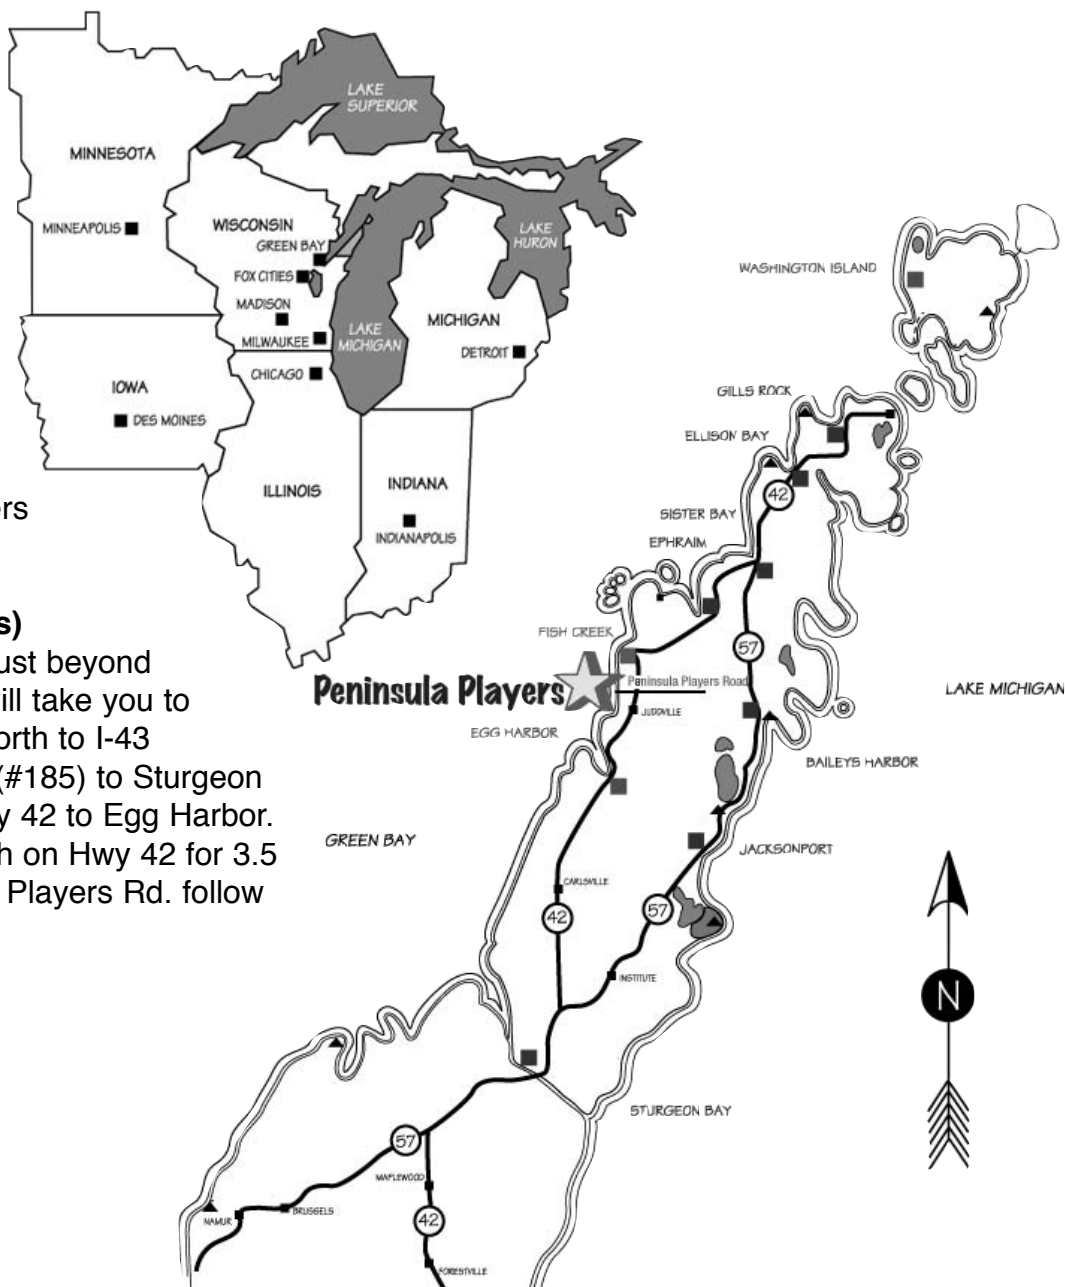 LAKE
SUPERIOR
MINNESOTA
MINNEAPOLIS
WISCONSIN
GREEN BAY
FOX CITIES
MADISON
MILWAUKEE
LAKE
MICHIGAN
LAKE
HURON
MICHIGAN
DETROIT
CHICAGO
IOWA
DES MOINES
ILLINOIS
INDIANA
INDIANAPOLIS
ers
s)
ust beyond
ill take you to
orth to I-43
(#185) to Sturgeon
y 42 to Egg Harbor.
h on Hwy 42 for 3.5
Players Rd. follow
WASHINGTON ISLAND
GILLS ROCK
ELLISON BAY
42
SISTER BAY
EPHRAIM
FISH CREEK
57
Peninsula Players
Peninsula Players Road
JUDDVILLE
LAKE MICHIGAN
EGG HARBOR
BAILEYS HARBOR
GREEN BAY
JACKSONPORT
CARLSVILLE
42
57
INSTITUTE
N
STURGEON BAY
57
MAPLEWOOD
NAMUR
BRUSSELS
42
FORESTVILLE